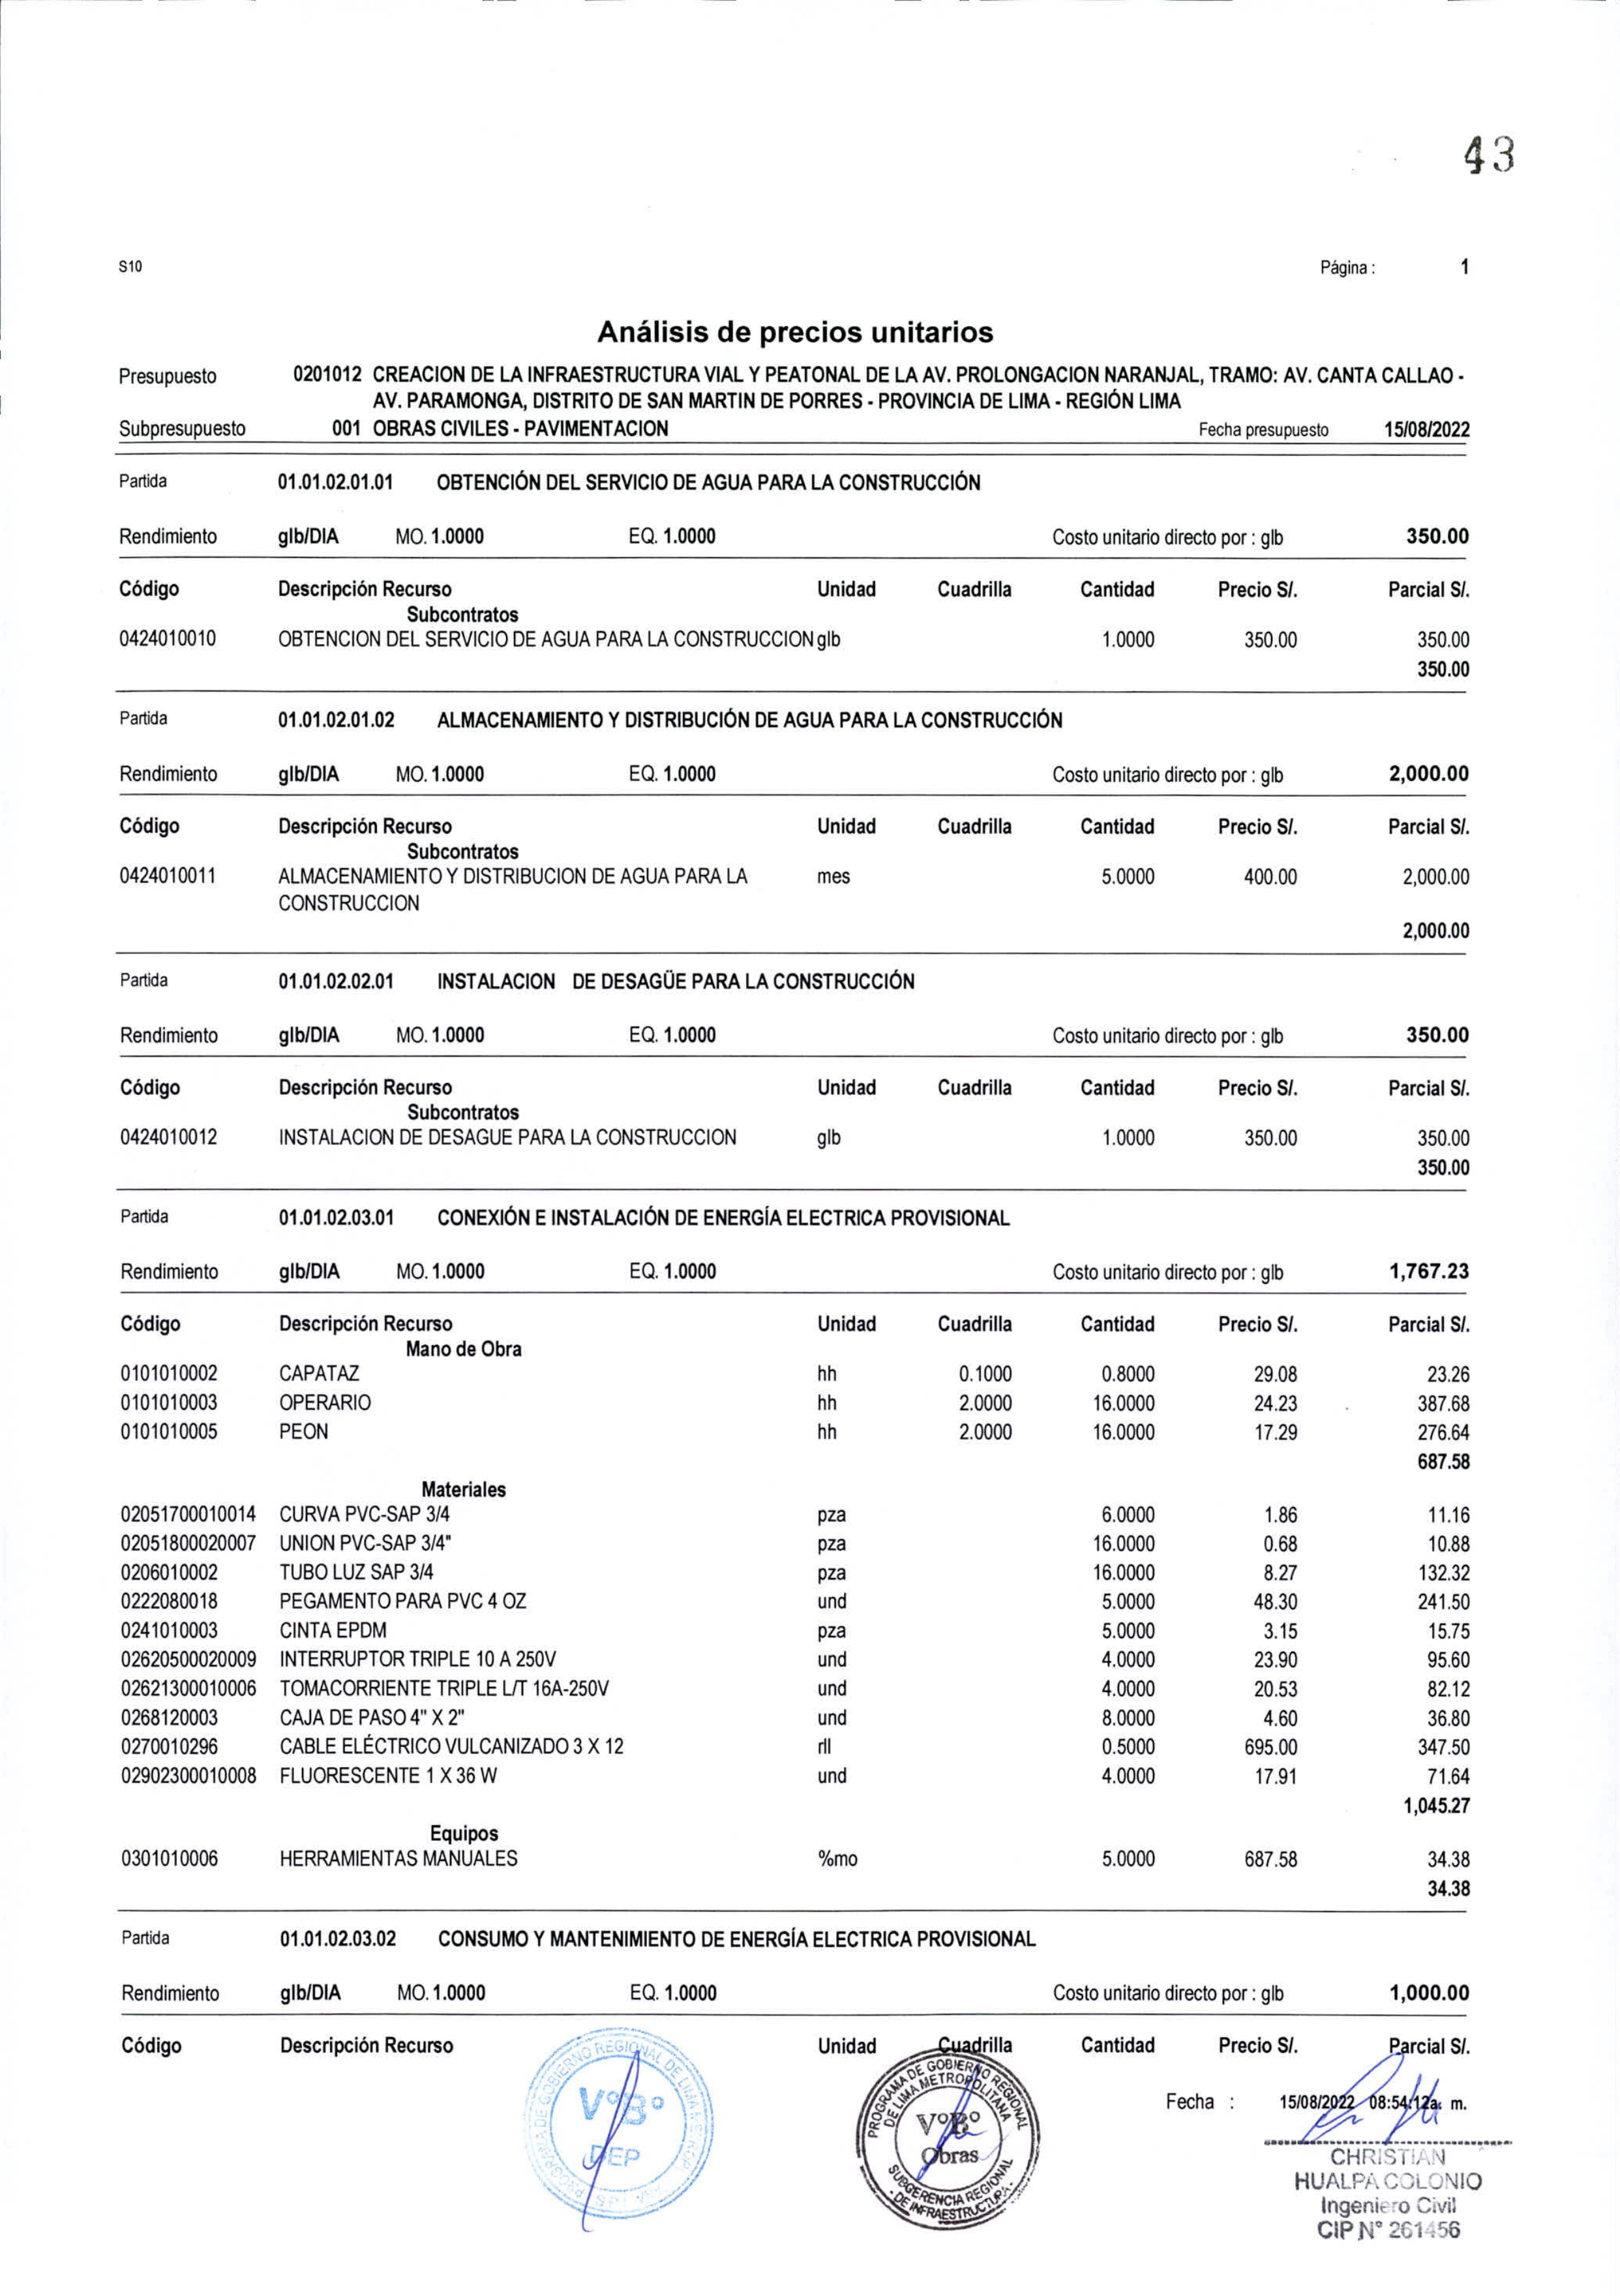 43
S10 Página : 1
Análisis de precios unitarios
Presupuesto 0201012 CREACION DE LA INFRAESTRUCTURA VIAL Y PEATONAL DE LA AV. PROLONGACION NARANJAL, TRAMO: AV. CANTA CALLAO -
AV. PARAMONGA, DISTRITO DE SAN MARTIN DE PORRES - PROVINCIA DE LIMA - REGIÓN LIMA
Subpresupuesto 001 OBRAS CIVILES - PAVIMENTACION Fecha presupuesto 15/08/2022
Partida 01.01.02.01.01 OBTENCIÓN DEL SERVICIO DE AGUA PARA LA CONSTRUCCIÓN
Rendimiento glb/DIA MO. 1.0000 EQ. 1.0000 Costo unitario directo por : glb 350.00
Código Descripción Recurso Unidad Cuadrilla Cantidad Precio S/. Parcial S/.
Subcontratos
0424010010 OBTENCION DEL SERVICIO DE AGUA PARA LA CONSTRUCCION glb 1.0000 350.00 350.00
350.00
Partida 01.01.02.01.02 ALMACENAMIENTO Y DISTRIBUCIÓN DE AGUA PARA LA CONSTRUCCIÓN
Rendimiento glb/DIA MO. 1.0000 EQ. 1.0000 Costo unitario directo por : glb 2,000.00
Código Descripción Recurso Unidad Cuadrilla Cantidad Precio S/. Parcial S/.
Subcontratos
0424010011 ALMACENAMIENTO Y DISTRIBUCION DE AGUA PARA LA mes 5.0000 400.00 2,000.00
CONSTRUCCION
2,000.00
Partida 01.01.02.02.01 INSTALACION DE DESAGÜE PARA LA CONSTRUCCIÓN
Rendimiento glb/DIA MO. 1.0000 EQ. 1.0000 Costo unitario directo por : glb 350.00
Código Descripción Recurso Unidad Cuadrilla Cantidad Precio S/. Parcial S/.
Subcontratos
0424010012 INSTALACION DE DESAGUE PARA LA CONSTRUCCION glb 1.0000 350.00 350.00
350.00
Partida 01.01.02.03.01 CONEXIÓN E INSTALACIÓN DE ENERGÍA ELECTRICA PROVISIONAL
Rendimiento glb/DIA MO. 1.0000 EQ. 1.0000 Costo unitario directo por : glb 1,767.23
Código Descripción Recurso Unidad Cuadrilla Cantidad Precio S/. Parcial S/.
Mano de Obra
0101010002 CAPATAZ hh 0.1000 0.8000 29.08 23.26
0101010003 OPERARIO hh 2.0000 16.0000 24.23 387.68
0101010005 PEON hh 2.0000 16.0000 17.29 276.64
687.58
Materiales
02051700010014 CURVA PVC-SAP 3/4 pza 6.0000 1.86 11.16
02051800020007 UNION PVC-SAP 3/4" pza 16.0000 0.68 10.88
0206010002 TUBO LUZ SAP 3/4 pza 16.0000 8.27 132.32
0222080018 PEGAMENTO PARA PVC 4 OZ und 5.0000 48.30 241.50
0241010003 CINTA EPDM pza 5.0000 3.15 15.75
02620500020009 INTERRUPTOR TRIPLE 10 A 250V und 4.0000 23.90 95.60
02621300010006 TOMACORRIENTE TRIPLE L/T 16A-250V und 4.0000 20.53 82.12
0268120003 CAJA DE PASO 4" X 2" und 8.0000 4.60 36.80
0270010296 CABLE ELÉCTRICO VULCANIZADO 3 X 12 rll 0.5000 695.00 347.50
02902300010008 FLUORESCENTE 1 X 36 W und 4.0000 17.91 71.64
1,045.27
Equipos
0301010006 HERRAMIENTAS MANUALES %mo 5.0000 687.58 34.38
34.38
Partida 01.01.02.03.02 CONSUMO Y MANTENIMIENTO DE ENERGÍA ELECTRICA PROVISIONAL
Rendimiento glb/DIA MO. 1.0000 EQ. 1.0000 Costo unitario directo por : glb 1,000.00
Código Descripción Recurso Unidad Cuadrilla Cantidad Precio S/. Parcial S/.
PROGRAMA DE GOBIERNO REGIONAL DE LIMA
V°B°
DEP
PROGRAMA DE GOBIERNO REGIONAL
DE LIMA METROPOLITANA
V°B°
Obras
SUBGERENCIA REGIONAL
DE INFRAESTRUCTURA
Fecha : 15/08/2022 08:54:12a. m.
CHRISTIAN
HUALPA COLONIO
Ingeniero Civil
CIP N° 261456